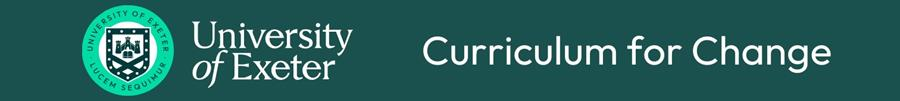 UNIVERSITY OF EXETER
LUCEM SEQUIMUR
University
of Exeter
Curriculum for Change